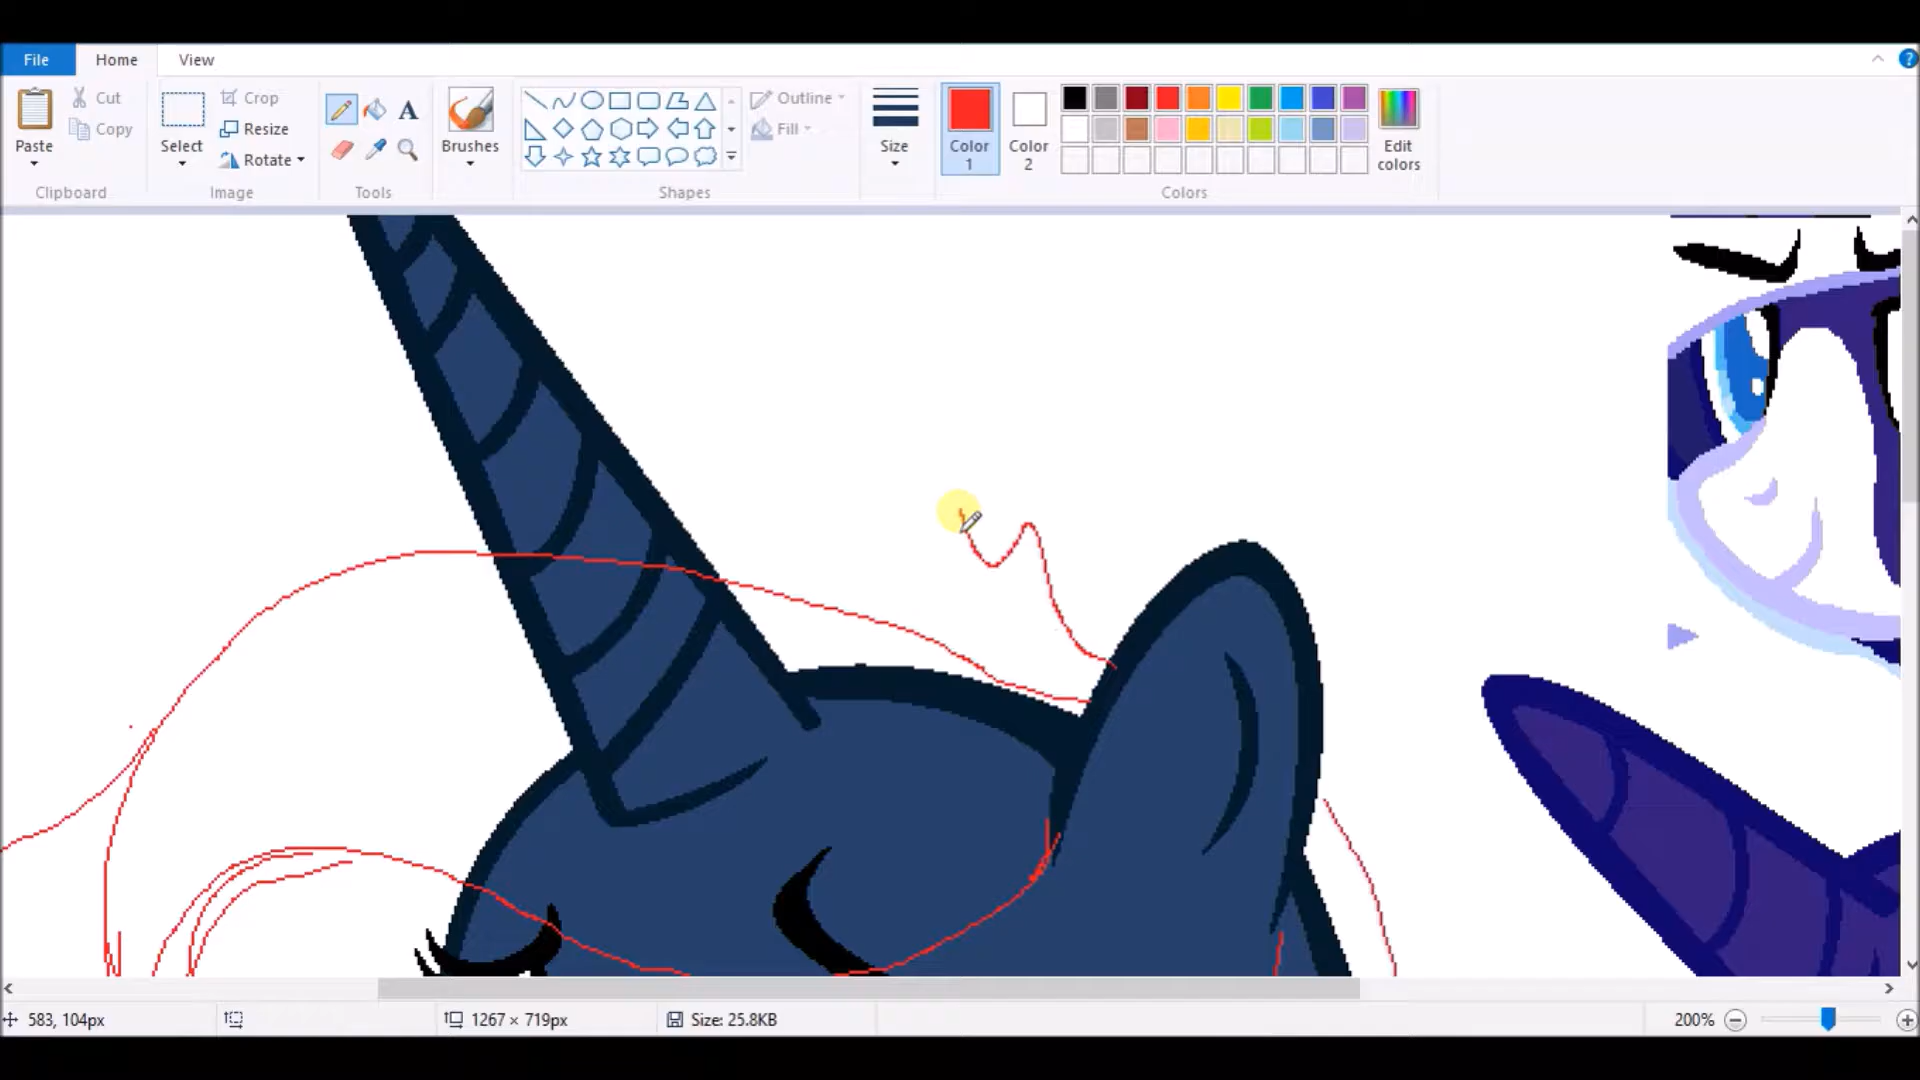 File Home View
Paste
Cut
Copy
Clipboard
Select
Crop
Resize
Rotate
Image
A
Tools
Brushes
Outline
Fill
Shapes
Size
Color 1
Color 2
Edit colors
Colors
?
583, 104px
1267 × 719px
Size: 25.8KB
200%